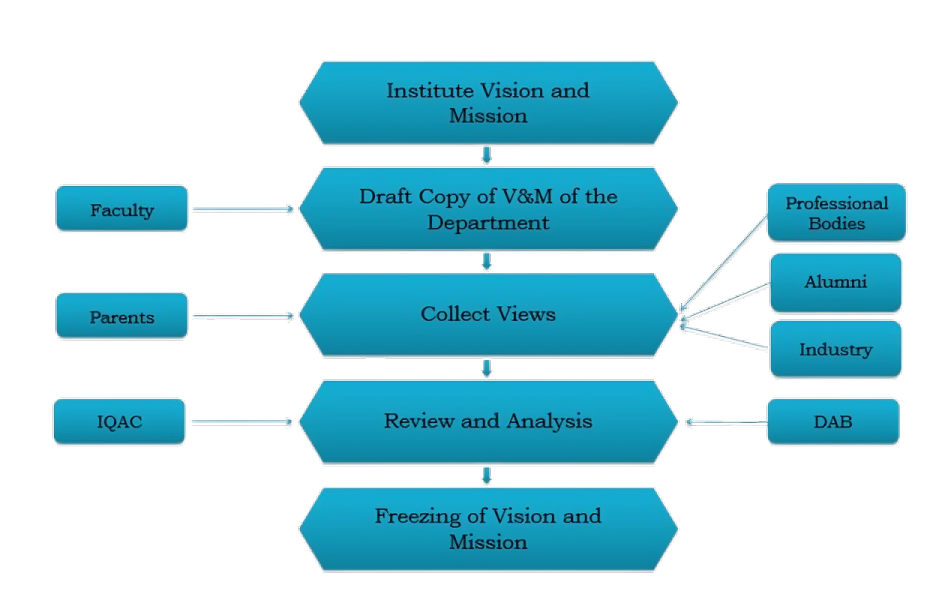 Institute Vision and
Mission
Faculty
Draft Copy of V&M of the
Department
Professional
Bodies
Alumni
Parents
Collect Views
Industry
IQAC
Review and Analysis
DAB
Freezing of Vision and
Mission